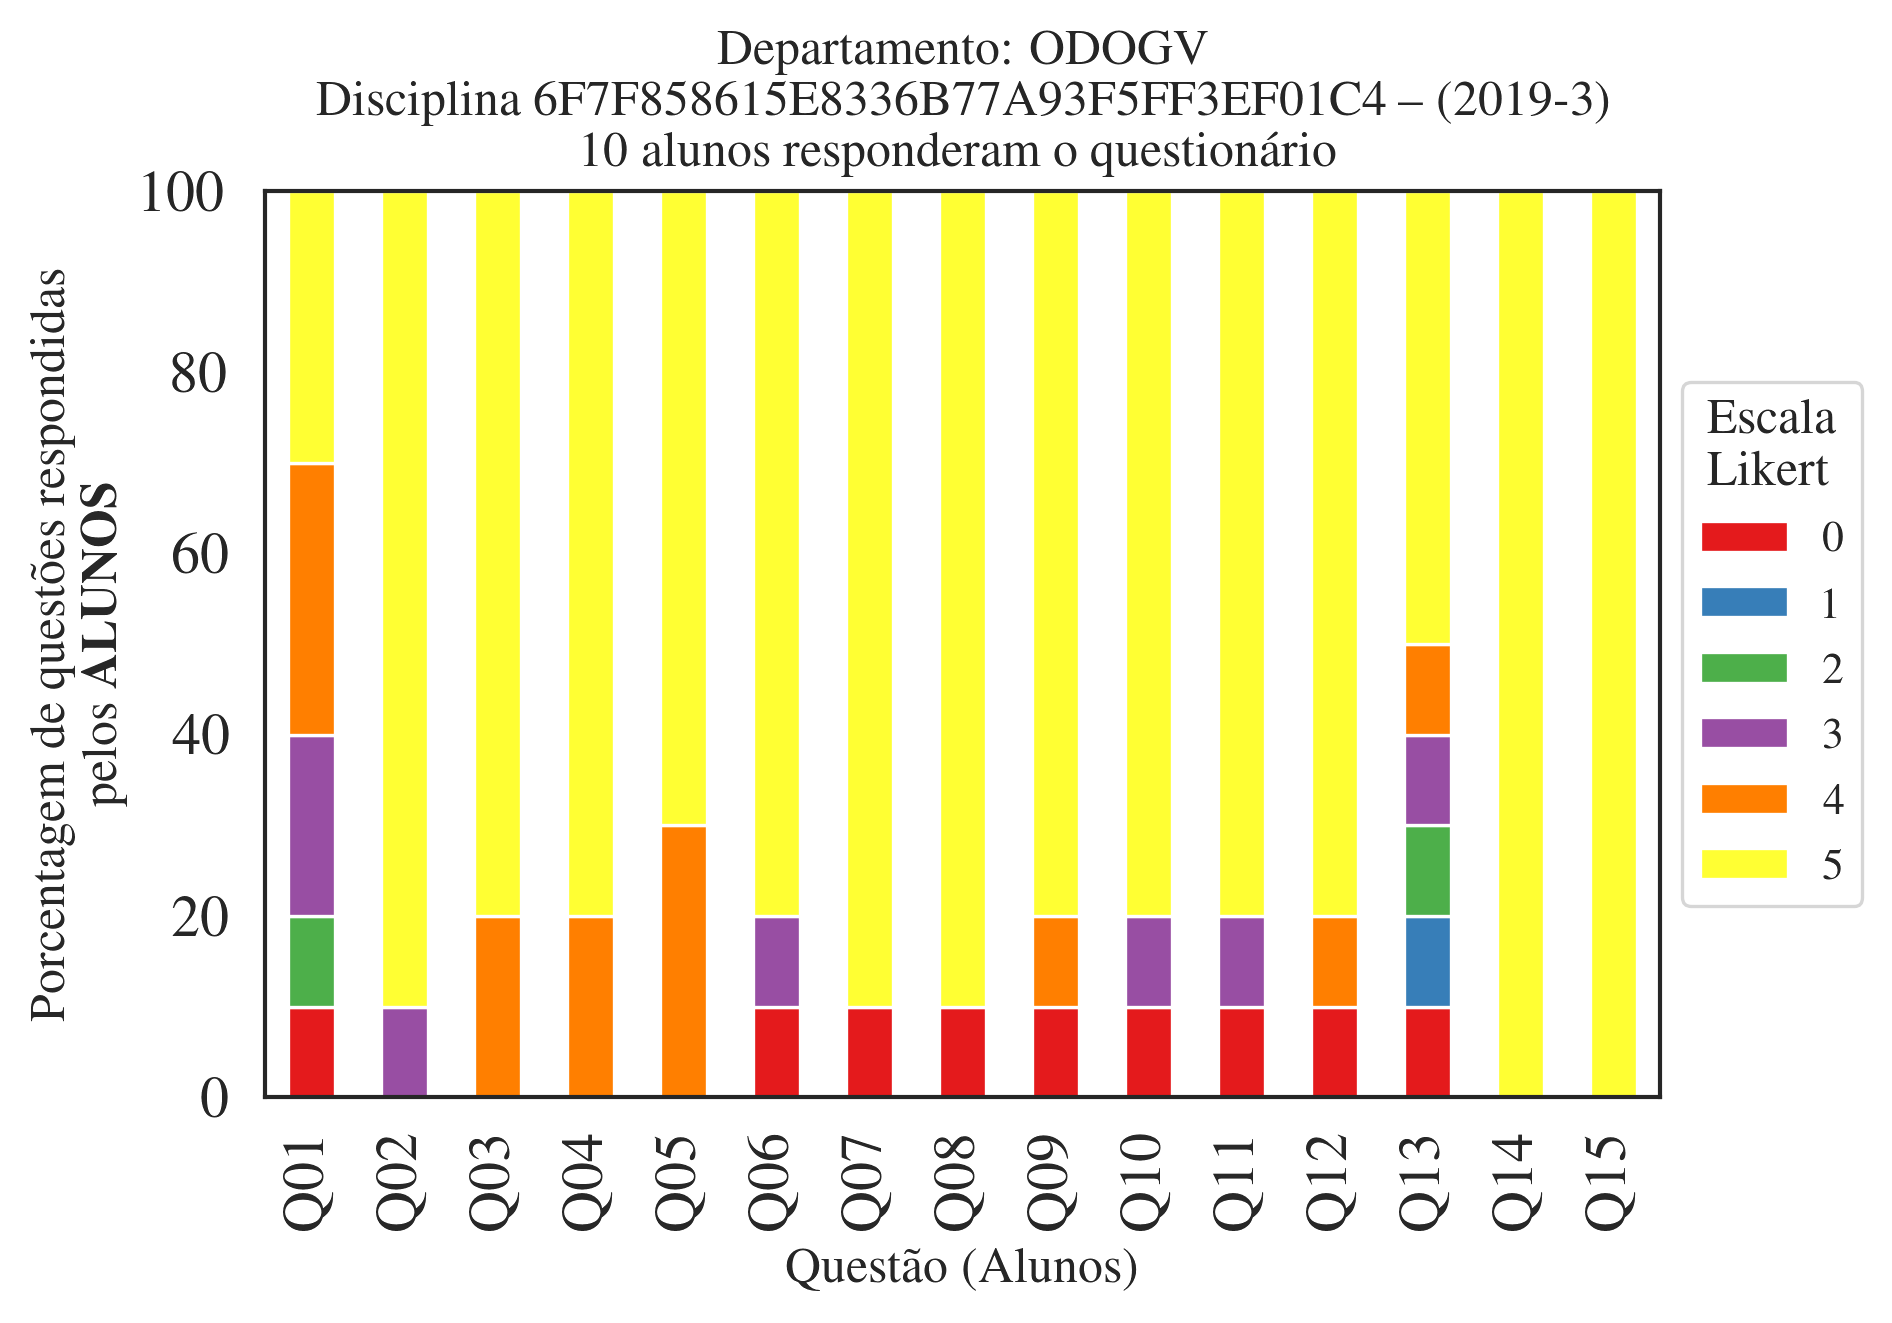 Departamento: ODOGV
Disciplina 6F7F858615E8336B77A93F5FF3EF01C4 – (2019-3)
10 alunos responderam o questionário
Porcentagem de questões respondidas
pelos ALUNOS
100
80
60
40
20
0
Q01
Q02
Q03
Q04
Q05
Q06
Q07
Q08
Q09
Q10
Q11
Q12
Q13
Q14
Q15
Questão (Alunos)
Escala
Likert
0
1
2
3
4
5